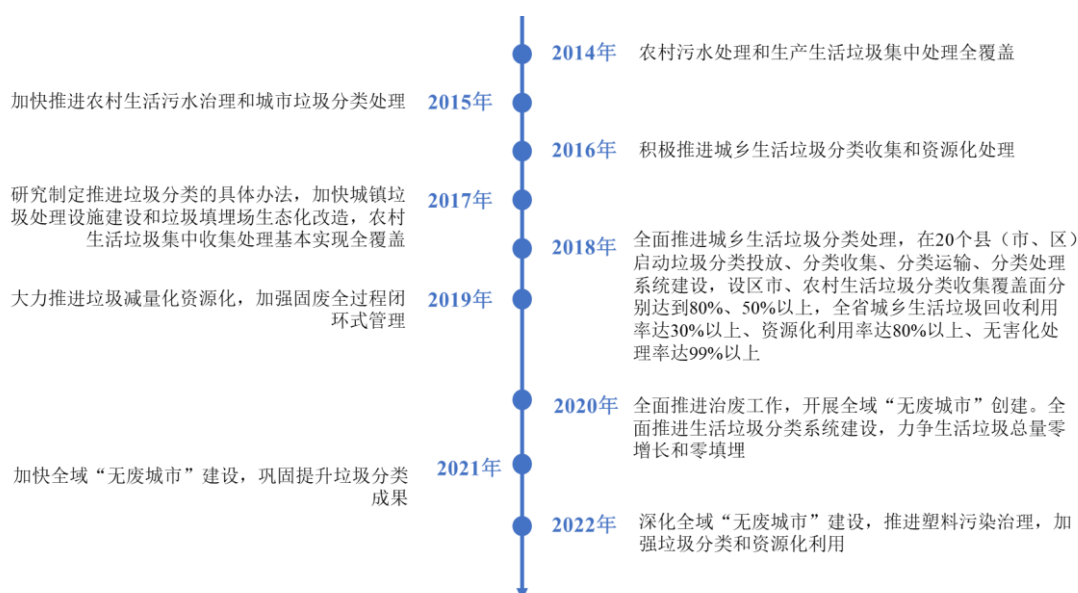 2014年 农村污水处理和生产生活垃圾集中处理全覆盖
加快推进农村生活污水治理和城市垃圾分类处理 2015年
2016年 积极推进城乡生活垃圾分类收集和资源化处理
研究制定推进垃圾分类的具体办法，加快城镇垃
圾处理设施建设和垃圾填埋场生态化改造，农村
生活垃圾集中收集处理基本实现全覆盖
2017年
2018年
全面推进城乡生活垃圾分类处理，在20个县（市、区）
启动垃圾分类投放、分类收集、分类运输、分类处理
系统建设，设区市、农村生活垃圾分类收集覆盖面分
别达到80%、50%以上，全省城乡生活垃圾回收利用
率达30%以上、资源化利用率达80%以上、无害化处
理率达99%以上
大力推进垃圾减量化资源化，加强固废全过程闭
环式管理
2019年
2020年
全面推进治废工作，开展全域“无废城市”创建。全
面推进生活垃圾分类系统建设，力争生活垃圾总量零
增长和零填埋
加快全域“无废城市”建设，巩固提升垃圾分类
成果
2021年
2022年
深化全域“无废城市”建设，推进塑料污染治理，加
强垃圾分类和资源化利用